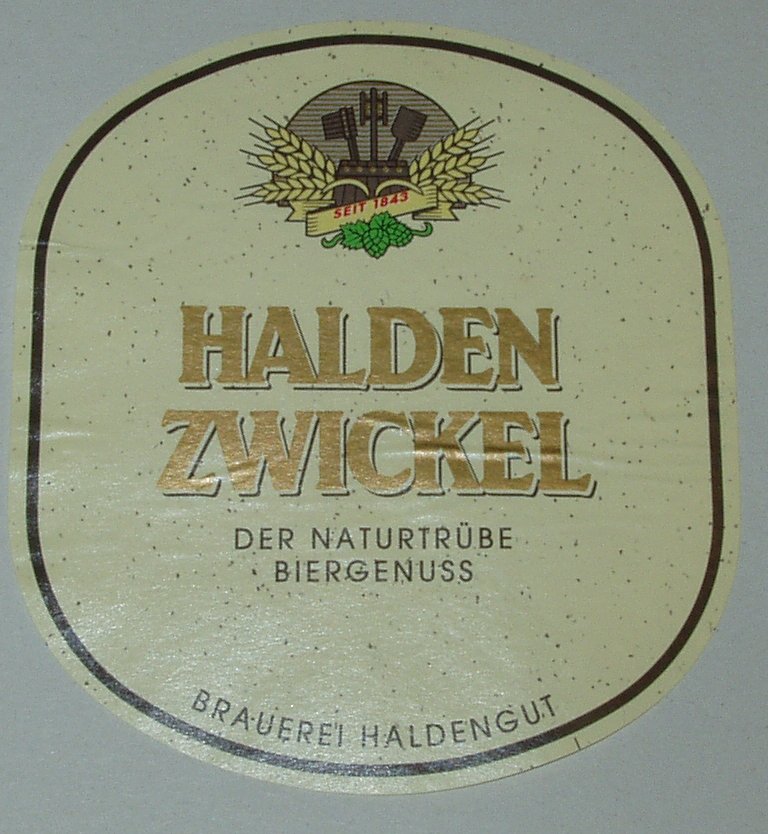 SEIT 1843
HALDEN
ZWICKEL
DER NATURTRÜBE
BIERGENUSS
BRAUEREI HALDENGUT